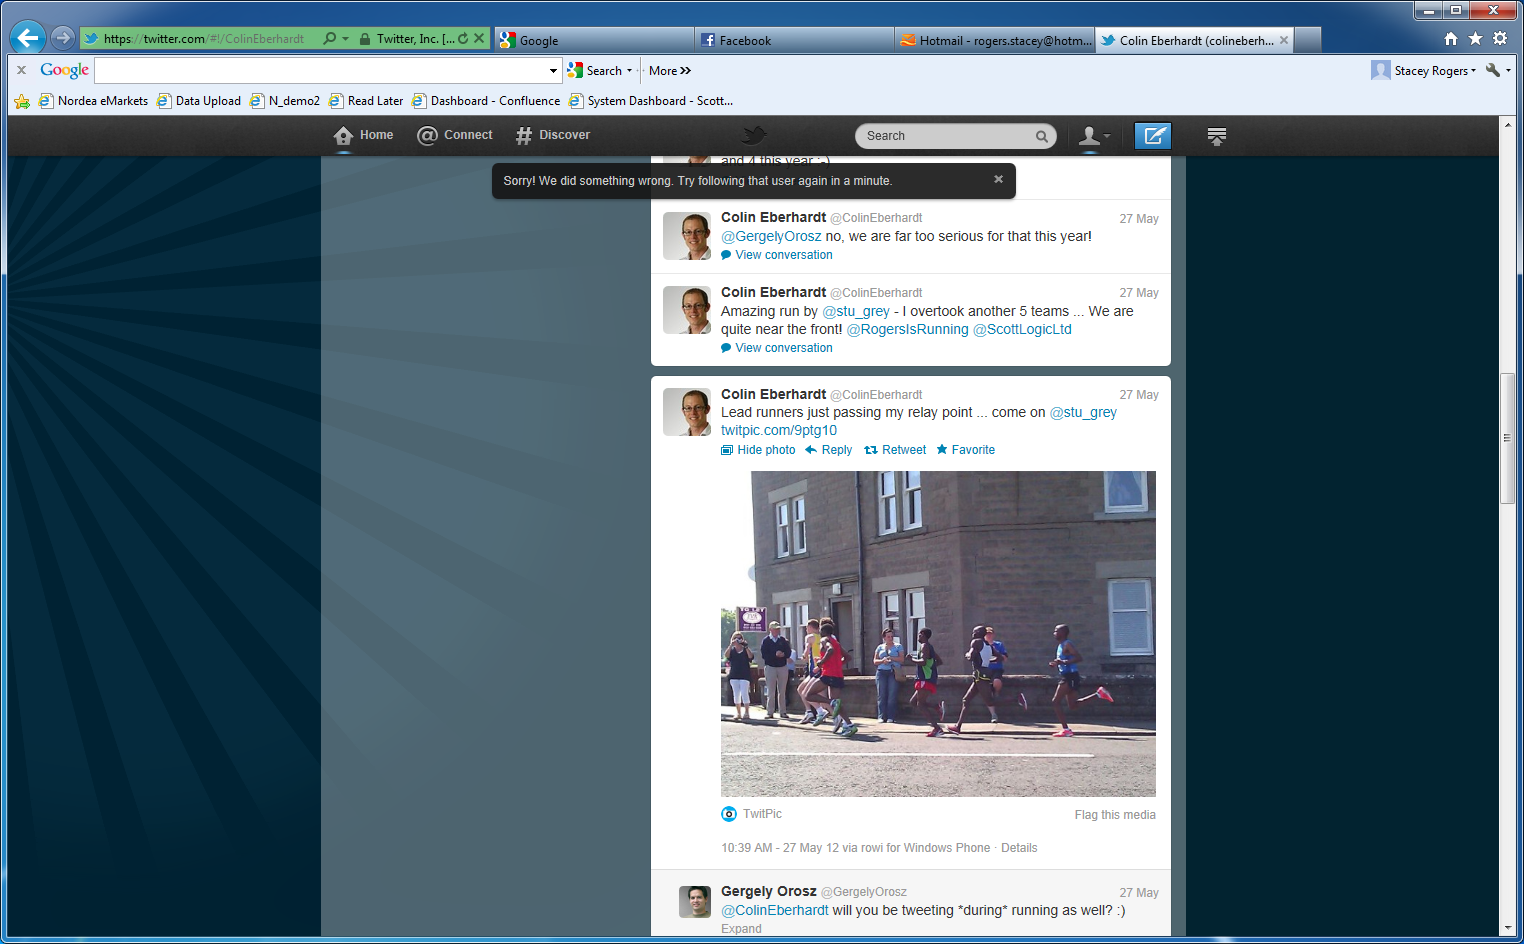 https://twitter.com/#!/ColinEberhardt
Twitter, Inc. [...
Google
Facebook
Hotmail - rogers.stacey@hotm...
Colin Eberhardt (colineberh...
Google
Search
More
Stacey Rogers
Nordea eMarkets
Data Upload
N_demo2
Read Later
Dashboard - Confluence
System Dashboard - Scott...
Home
Connect
Discover
Search
and 4 this year :-)
Sorry! We did something wrong. Try following that user again in a minute.
Colin Eberhardt @ColinEberhardt 27 May
@GergelyOrosz no, we are far too serious for that this year!
View conversation
Colin Eberhardt @ColinEberhardt 27 May
Amazing run by @stu_grey - I overtook another 5 teams ... We are
quite near the front! @RogersIsRunning @ScottLogicLtd
View conversation
Colin Eberhardt @ColinEberhardt 27 May
Lead runners just passing my relay point ... come on @stu_grey
twitpic.com/9ptg10
Hide photo Reply Retweet Favorite
TO LET
TwitPic
Flag this media
10:39 AM - 27 May 12 via rowi for Windows Phone · Details
Gergely Orosz @GergelyOrosz 27 May
@ColinEberhardt will you be tweeting *during* running as well? :)
Expand